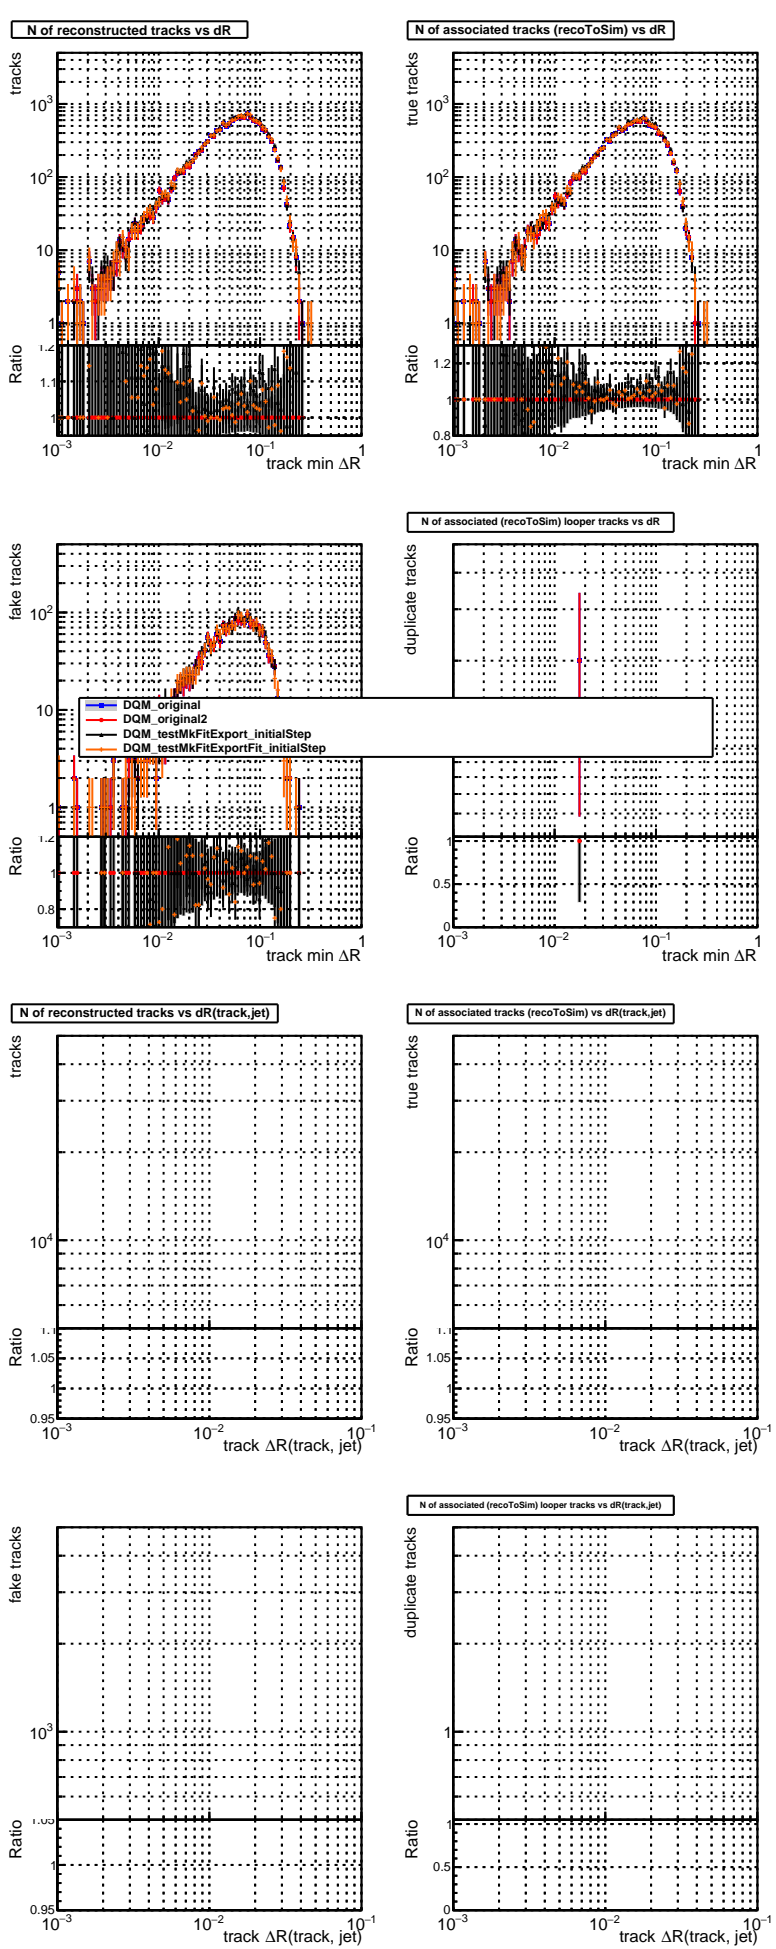 N of reconstructed tracks vs dR
tracks
10³
10²
10
1
Ratio
1.2
1.1
1
10⁻³ 10⁻² 10⁻¹ 1
track min ΔR
N of associated tracks (recoToSim) vs dR
true tracks
10³
10²
10
1
Ratio
1.2
1
0.8
10⁻³ 10⁻² 10⁻¹ 1
track min ΔR
fake tracks
10²
10
1
Ratio
1.2
1
0.8
10⁻³ 10⁻² 10⁻¹ 1
track min ΔR
N of associated (recoToSim) looper tracks vs dR
duplicate tracks
Ratio
1
0.5
0
10⁻³ 10⁻² 10⁻¹ 1
track min ΔR
DQM_original
DQM_original2
DQM_testMkFitExport_initialStep
DQM_testMkFitExportFit_initialStep
N of reconstructed tracks vs dR(track,jet)
tracks
10⁴
Ratio
1.1
1.05
1
0.95
10⁻³ 10⁻² 10⁻¹
track ΔR(track, jet)
N of associated tracks (recoToSim) vs dR(track,jet)
true tracks
10⁴
Ratio
1.1
1.05
1
0.95
10⁻³ 10⁻² 10⁻¹
track ΔR(track, jet)
fake tracks
10³
Ratio
1.05
1
0.95
10⁻³ 10⁻² 10⁻¹
track ΔR(track, jet)
N of associated (recoToSim) looper tracks vs dR(track,jet)
duplicate tracks
1
Ratio
1
0.5
0
10⁻³ 10⁻² 10⁻¹
track ΔR(track, jet)